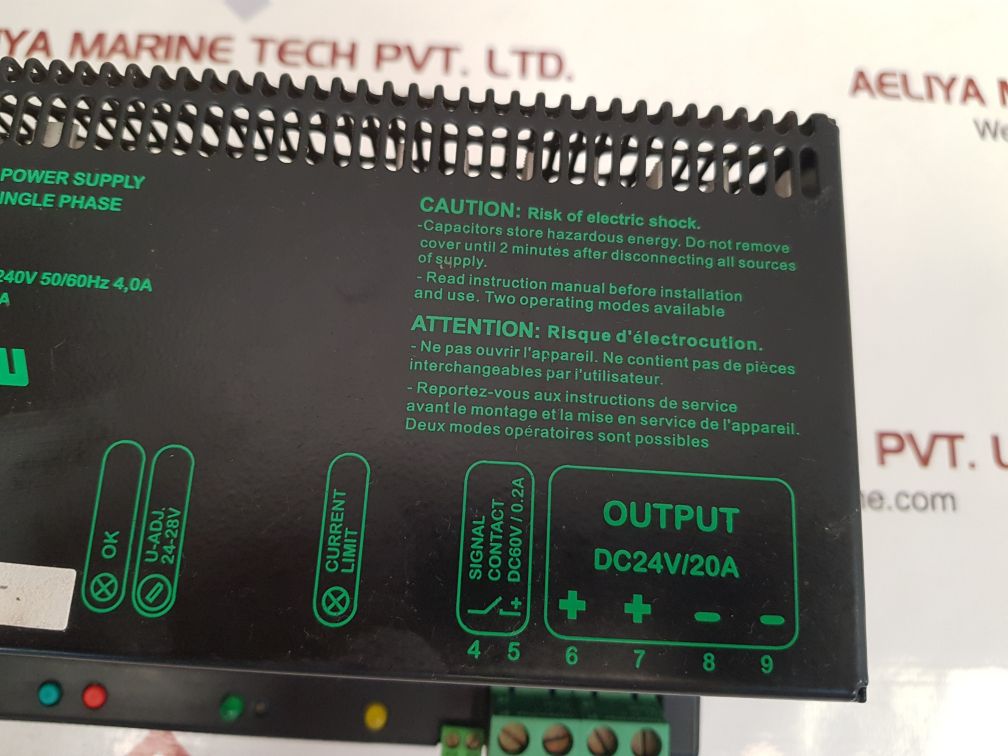 YA MARINE TECH PVT. LTD.
AELIYA M
We
POWER SUPPLY
INGLE PHASE
240V 50/60Hz 4,0A
A
CAUTION: Risk of electric shock.
-Capacitors store hazardous energy. Do not remove
cover until 2 minutes after disconnecting all sources
of supply.
- Read instruction manual before installation
and use. Two operating modes available
ATTENTION: Risque d'électrocution.
- Ne pas ouvrir l'appareil. Ne contient pas de pièces
interchangeables par l'utilisateur.
- Reportez-vous aux instructions de service
avant le montage et la mise en service de l'appareil.
Deux modes opératoires sont possibles
PVT. L
ne.com
OK
U-ADJ.
24-28V
CURRENT
LIMIT
SIGNAL
CONTACT
DC60V / 0.2A
+
4 5
OUTPUT
DC24V/20A
+ + - -
6 7 8 9